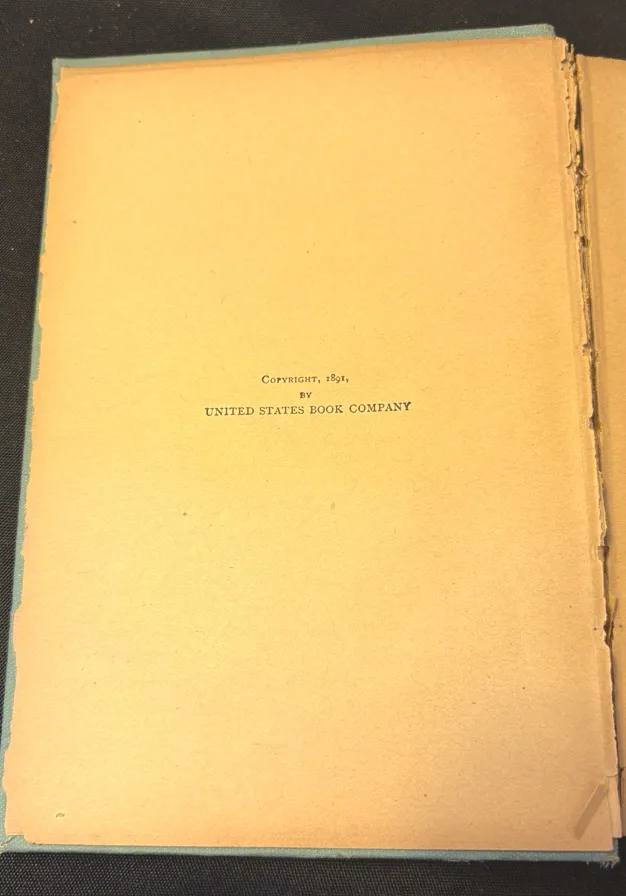 Copyright, 1891,
BY
UNITED STATES BOOK COMPANY